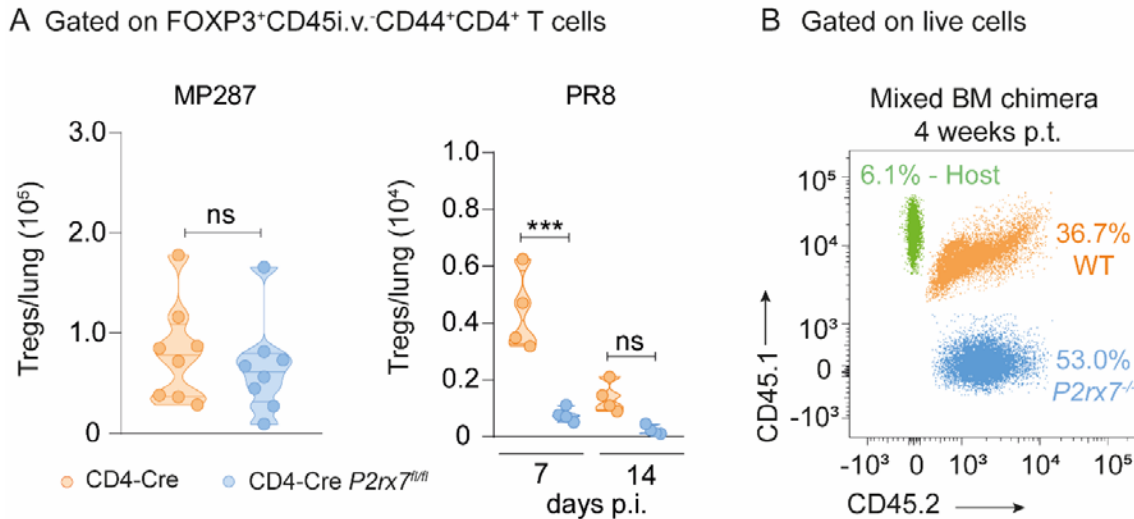 A Gated on FOXP3⁺CD45i.v.⁻CD44⁺CD4⁺ T cells
MP287
Tregs/lung (10⁵)
3.0
2.0
1.0
0
ns
PR8
Tregs/lung (10⁴)
1.0
0.8
0.6
0.4
0.2
0
***
ns
7
14
days p.i.
CD4-Cre
CD4-Cre P2rx7ᶠˡ/ᶠˡ
B Gated on live cells
Mixed BM chimera
4 weeks p.t.
6.1% - Host
36.7%
WT
53.0%
P2rx7⁻/⁻
CD45.1
10⁵
10⁴
10³
0
-10³
-10³
0
10³
10⁴
10⁵
CD45.2